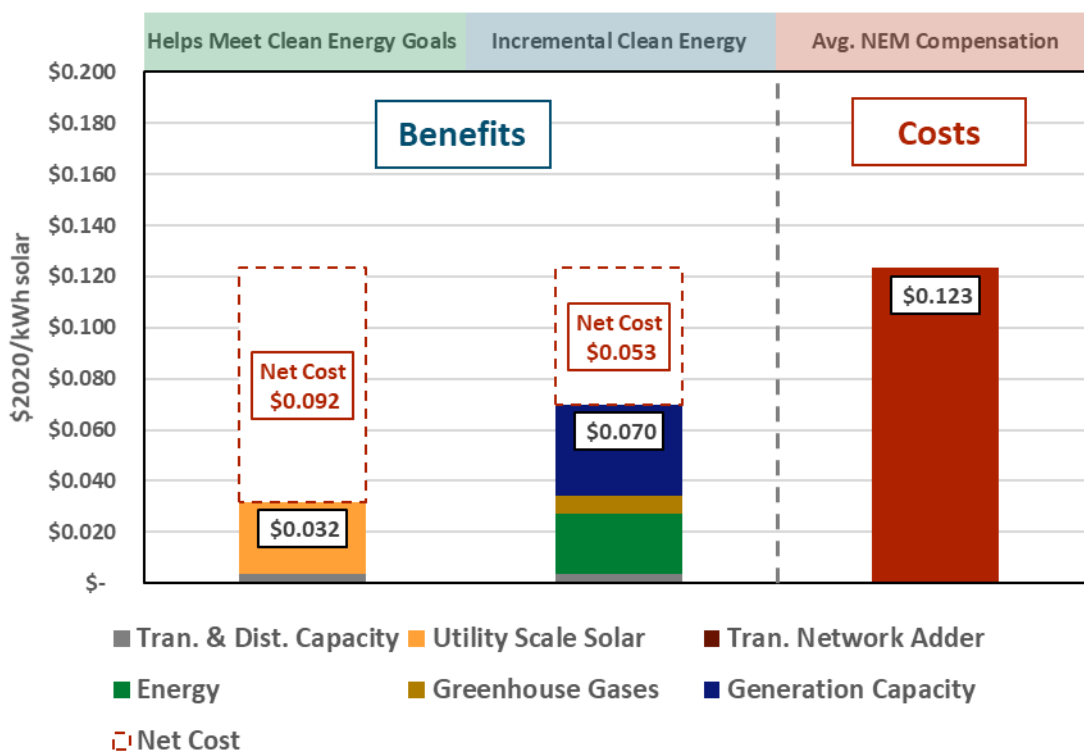 Helps Meet Clean Energy Goals Incremental Clean Energy Avg. NEM Compensation
$0.200
$0.180
$0.160
$0.140
$0.120
$0.100
$0.080
$0.060
$0.040
$0.020
$-
$2020/kWh solar
Benefits
Costs
Net Cost
$0.092
$0.032
Net Cost
$0.053
$0.070
$0.123
Tran. & Dist. Capacity Utility Scale Solar Tran. Network Adder
Energy Greenhouse Gases Generation Capacity
Net Cost